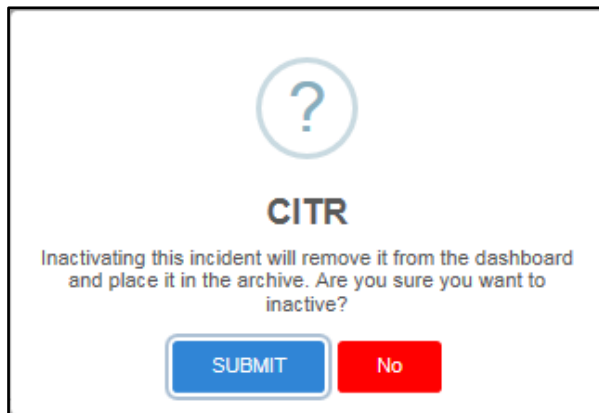 ?
CITR
Inactivating this incident will remove it from the dashboard
and place it in the archive. Are you sure you want to
inactive?
SUBMIT
No